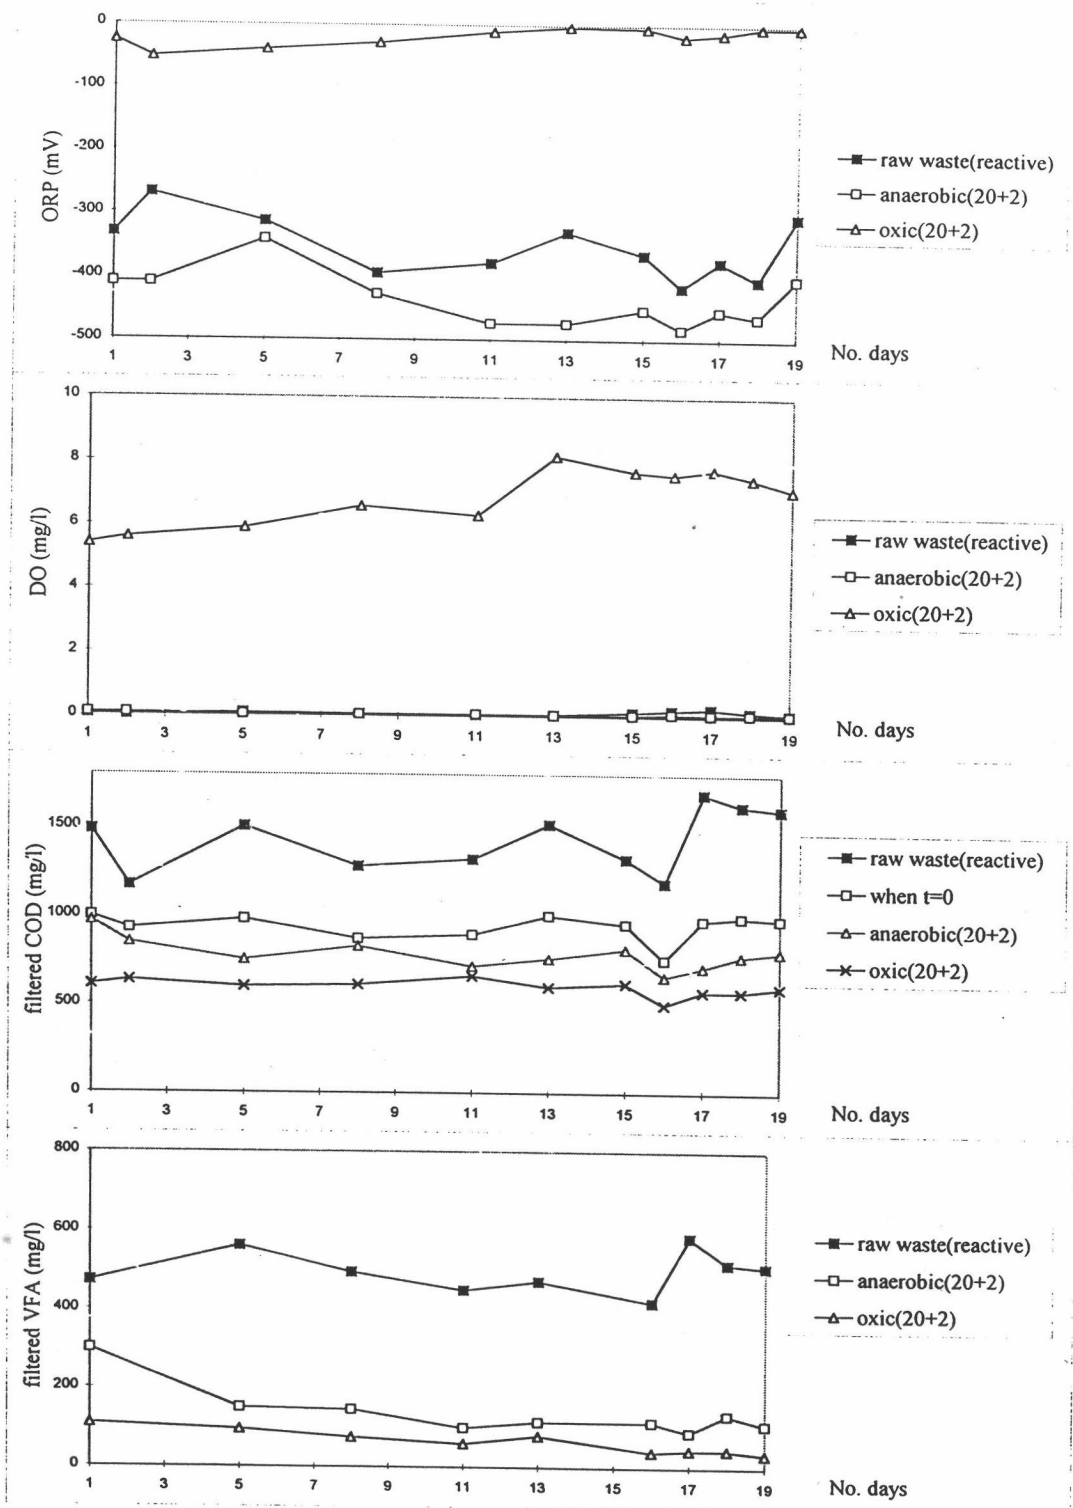 0
-100
-200
-300
-400
-500
ORP (mV)
1 3 5 7 9 11 13 15 17 19
No. days
raw waste(reactive)
anaerobic(20+2)
oxic(20+2)
10
8
6
4
2
0
DO (mg/l)
1 3 5 7 9 11 13 15 17 19
No. days
raw waste(reactive)
anaerobic(20+2)
oxic(20+2)
1500
1000
500
0
filtered COD (mg/l)
1 3 5 7 9 11 13 15 17 19
No. days
raw waste(reactive)
when t=0
anaerobic(20+2)
oxic(20+2)
800
600
400
200
0
filtered VFA (mg/l)
1 3 5 7 9 11 13 15 17 19
No. days
raw waste(reactive)
anaerobic(20+2)
oxic(20+2)